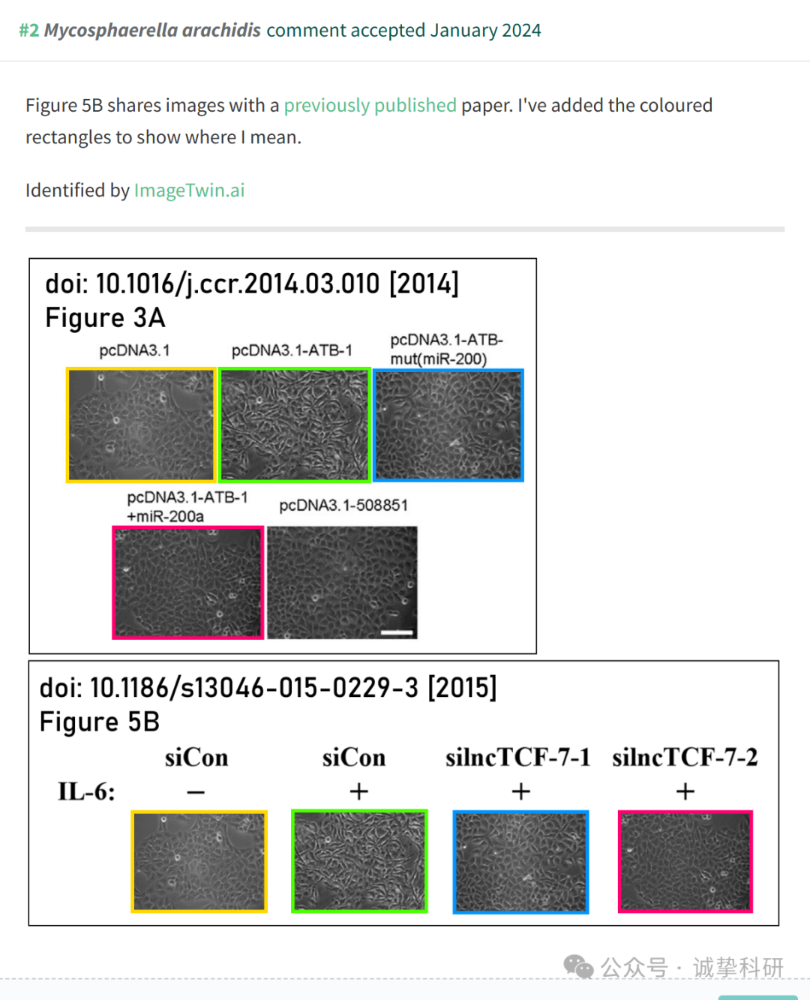 #2 Mycosphaerella arachidis comment accepted January 2024
Figure 5B shares images with a previously published paper. I've added the coloured
rectangles to show where I mean.
Identified by ImageTwin.ai
doi: 10.1016/j.ccr.2014.03.010 [2014]
Figure 3A
pcDNA3.1
pcDNA3.1-ATB-1
pcDNA3.1-ATB-
mut(miR-200)
pcDNA3.1-ATB-1
+miR-200a
pcDNA3.1-508851
doi: 10.1186/s13046-015-0229-3 [2015]
Figure 5B
siCon siCon silncTCF-7-1 silncTCF-7-2
IL-6: − + + +
公众号 · 诚挚科研